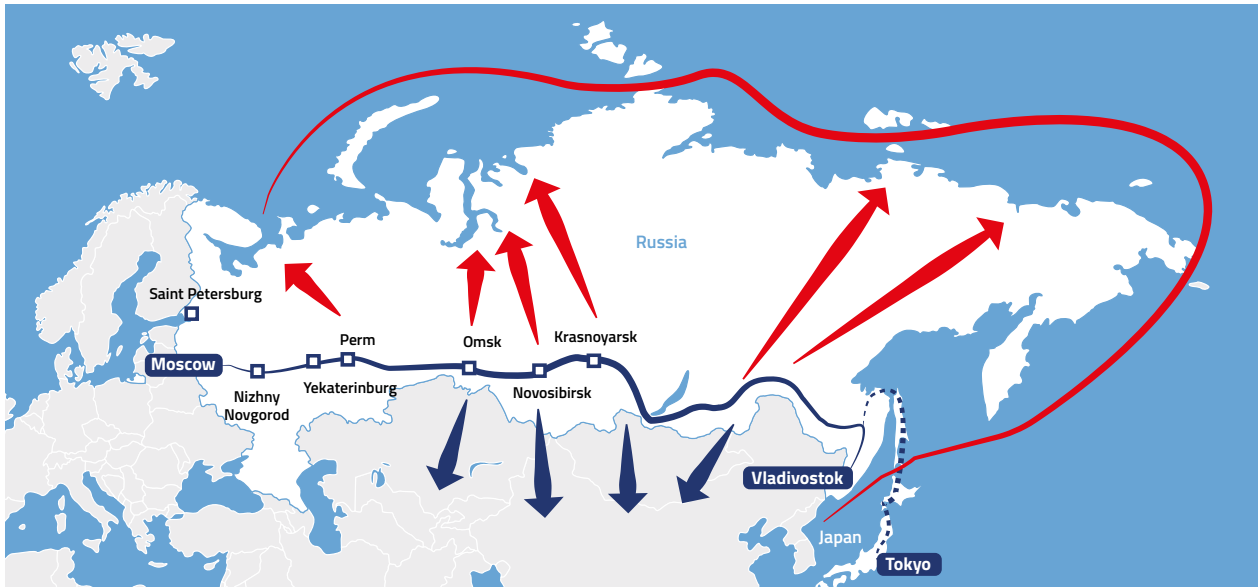 Russia
Saint Petersburg
Moscow
Perm
Omsk
Krasnoyarsk
Nizhny
Novgorod
Yekaterinburg
Novosibirsk
Vladivostok
Japan
Tokyo